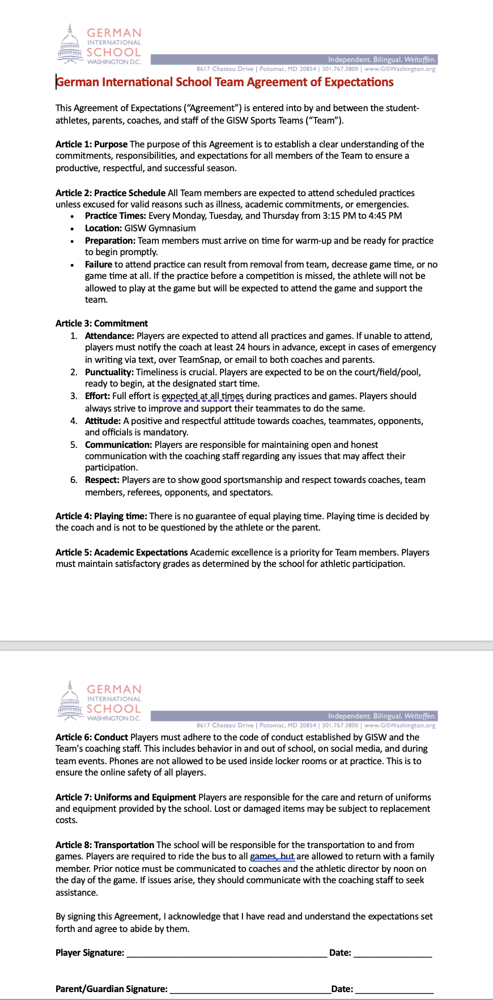 GERMAN
INTERNATIONAL
SCHOOL
WASHINGTON D.C.
Independent. Bilingual. Weltoffen.
8617 Chateau Drive | Potomac, MD 20854 | 301.767.3800 | www.GISWashington.org
German International School Team Agreement of Expectations
This Agreement of Expectations (“Agreement”) is entered into by and between the student-
athletes, parents, coaches, and staff of the GISW Sports Teams (“Team”).
Article 1: Purpose The purpose of this Agreement is to establish a clear understanding of the
commitments, responsibilities, and expectations for all members of the Team to ensure a
productive, respectful, and successful season.
Article 2: Practice Schedule All Team members are expected to attend scheduled practices
unless excused for valid reasons such as illness, academic commitments, or emergencies.
• Practice Times: Every Monday, Tuesday, and Thursday from 3:15 PM to 4:45 PM
• Location: GISW Gymnasium
• Preparation: Team members must arrive on time for warm-up and be ready for practice
to begin promptly.
• Failure to attend practice can result from removal from team, decrease game time, or no
game time at all. If the practice before a competition is missed, the athlete will not be
allowed to play at the game but will be expected to attend the game and support the
team.
Article 3: Commitment
1. Attendance: Players are expected to attend all practices and games. If unable to attend,
players must notify the coach at least 24 hours in advance, except in cases of emergency
in writing via text, over TeamSnap, or email to both coaches and parents.
2. Punctuality: Timeliness is crucial. Players are expected to be on the court/field/pool,
ready to begin, at the designated start time.
3. Effort: Full effort is expected at all times during practices and games. Players should
always strive to improve and support their teammates to do the same.
4. Attitude: A positive and respectful attitude towards coaches, teammates, opponents,
and officials is mandatory.
5. Communication: Players are responsible for maintaining open and honest
communication with the coaching staff regarding any issues that may affect their
participation.
6. Respect: Players are to show good sportsmanship and respect towards coaches, team
members, referees, opponents, and spectators.
Article 4: Playing time: There is no guarantee of equal playing time. Playing time is decided by
the coach and is not to be questioned by the athlete or the parent.
Article 5: Academic Expectations Academic excellence is a priority for Team members. Players
must maintain satisfactory grades as determined by the school for athletic participation.
GERMAN
INTERNATIONAL
SCHOOL
WASHINGTON D.C.
Independent. Bilingual. Weltoffen.
8617 Chateau Drive | Potomac, MD 20854 | 301.767.3800 | www.GISWashington.org
Article 6: Conduct Players must adhere to the code of conduct established by GISW and the
Team's coaching staff. This includes behavior in and out of school, on social media, and during
team events. Phones are not allowed to be used inside locker rooms or at practice. This is to
ensure the online safety of all players.
Article 7: Uniforms and Equipment Players are responsible for the care and return of uniforms
and equipment provided by the school. Lost or damaged items may be subject to replacement
costs.
Article 8: Transportation The school will be responsible for the transportation to and from
games. Players are required to ride the bus to all games, but are allowed to return with a family
member. Prior notice must be communicated to coaches and the athletic director by noon on
the day of the game. If issues arise, they should communicate with the coaching staff to seek
assistance.
By signing this Agreement, I acknowledge that I have read and understand the expectations set
forth and agree to abide by them.
Player Signature: ______________________________________ Date: _______________
Parent/Guardian Signature: ______________________________Date: _______________